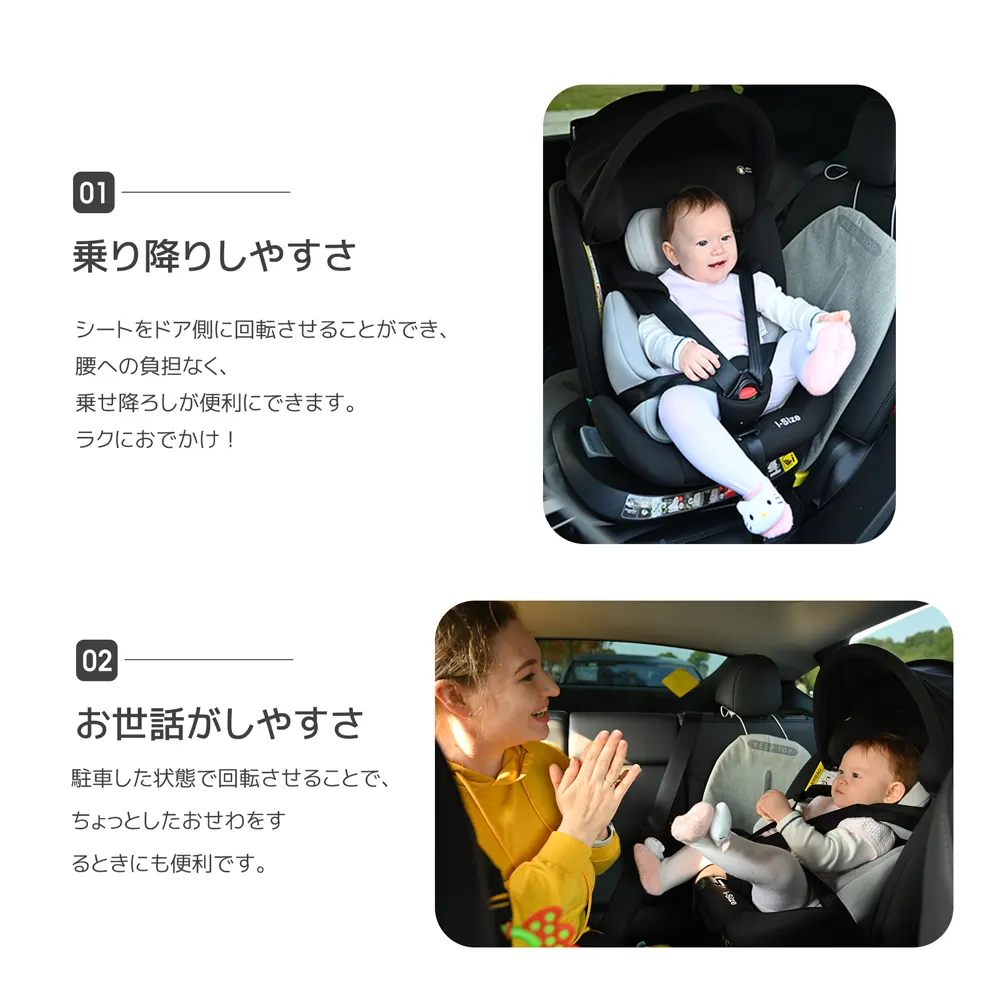 01
乗り降りしやすさ
シートをドア側に回転させることができ、
腰への負担なく、
乗せ降ろしが便利にできます。
ラクにおでかけ！
i-Size
02
お世話がしやすさ
駐車した状態で回転させることで、
ちょっとしたおせわをす
るときにも便利です。
KEEP TOP
i-Size